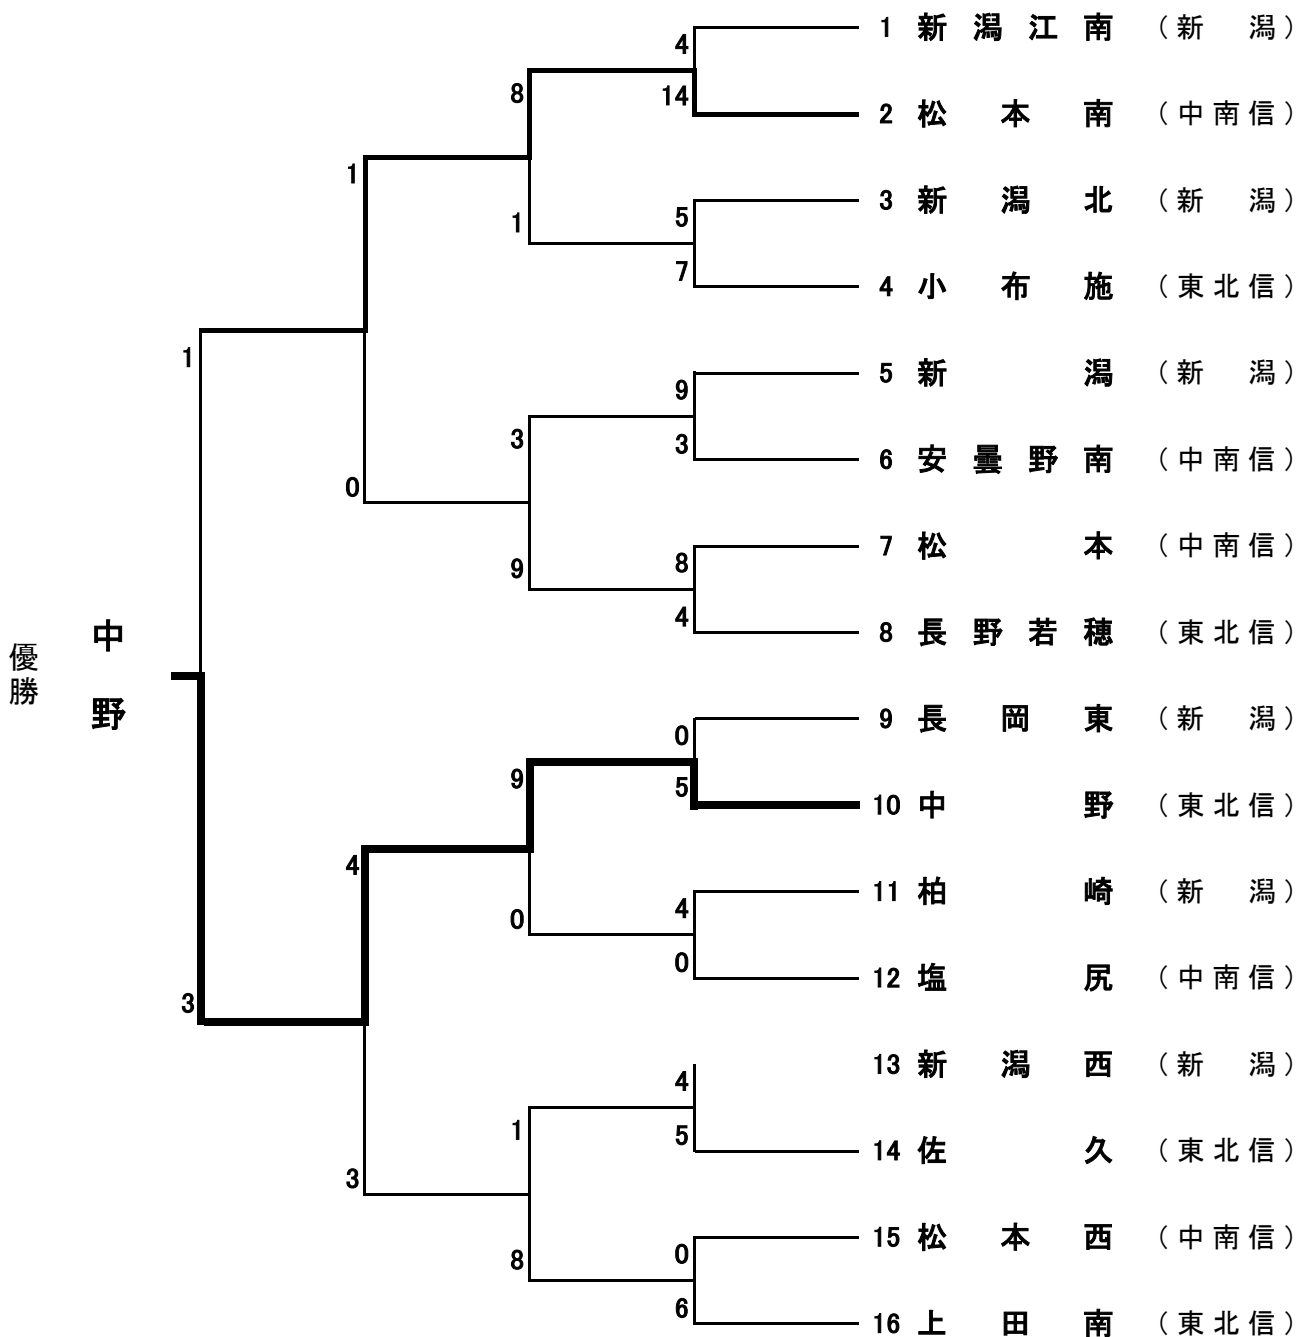 4
1 新潟江南 (新 潟)
8
14
2 松本南 (中南信)
1
3 新潟北 (新 潟)
5
1
7
4 小布施 (東北信)
1
5 新潟 (新 潟)
9
3
3
6 安曇野南 (中南信)
0
7 松本 (中南信)
8
9
4
8 長野若穂 (東北信)
優勝
中野
9 長岡東 (新 潟)
0
9
5
10 中野 (東北信)
4
11 柏崎 (新 潟)
4
0
0
12 塩尻 (中南信)
3
13 新潟西 (新 潟)
4
1
5
14 佐久 (東北信)
3
15 松本西 (中南信)
0
8
6
16 上田南 (東北信)